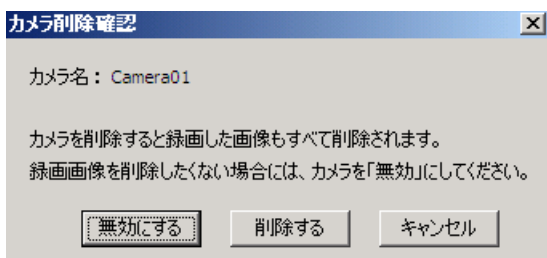 カメラ削除確認
カメラ名： Camera01
カメラを削除すると録画した画像もすべて削除されます。
録画画像を削除したくない場合には、カメラを「無効」にしてください。
無効にする 削除する キャンセル